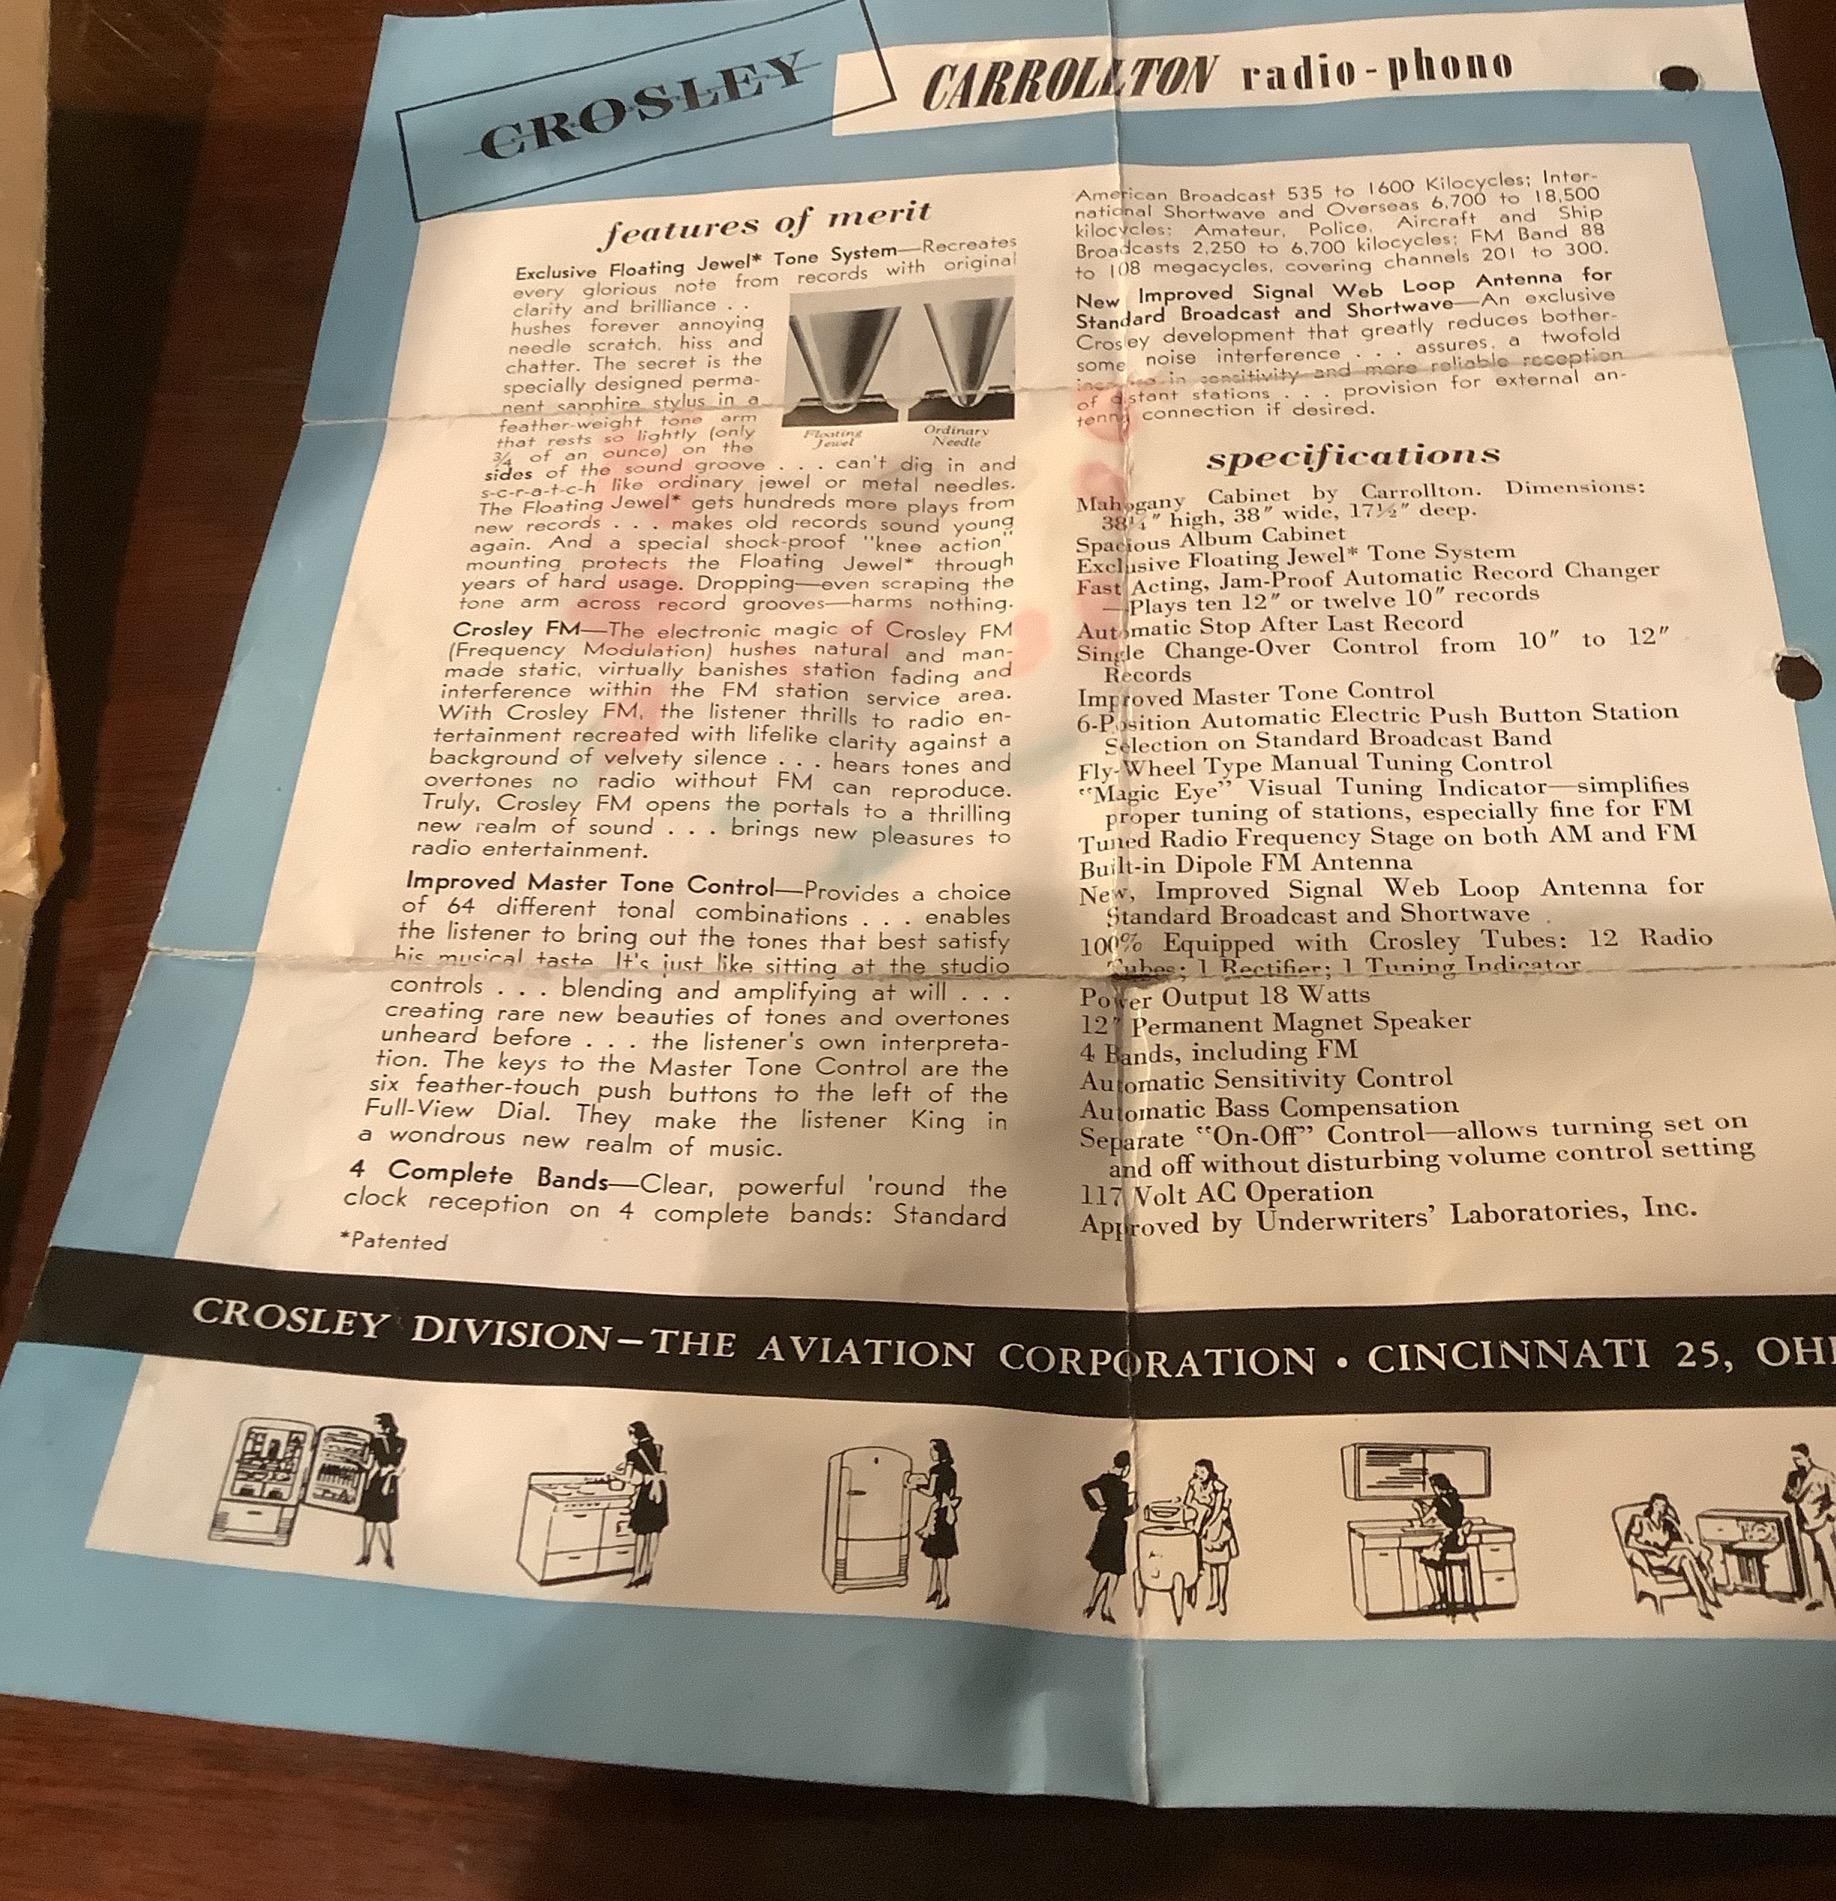 CROSLEY
CARROLLTON radio-phono
features of merit
Exclusive Floating Jewel* Tone System—Recreates
every glorious note from records with original
clarity and brilliance . .
hushes forever annoying
needle scratch, hiss and
chatter. The secret is the
specially designed perma-
nent sapphire stylus in a
feather-weight tone arm
that rests so lightly (only
¾ of an ounce) on the
sides of the sound groove . . . can't dig in and
s-c-r-a-t-c-h like ordinary jewel or metal needles.
The Floating Jewel* gets hundreds more plays from
new records . . . makes old records sound young
again. And a special shock-proof "knee action"
mounting protects the Floating Jewel* through
years of hard usage. Dropping—even scraping the
tone arm across record grooves—harms nothing.
Floating
Jewel
Ordinary
Needle
Crosley FM—The electronic magic of Crosley FM
(Frequency Modulation) hushes natural and man-
made static, virtually banishes station fading and
interference within the FM station service area.
With Crosley FM, the listener thrills to radio en-
tertainment recreated with lifelike clarity against a
background of velvety silence . . . hears tones and
overtones no radio without FM can reproduce.
Truly, Crosley FM opens the portals to a thrilling
new realm of sound . . . brings new pleasures to
radio entertainment.
Improved Master Tone Control—Provides a choice
of 64 different tonal combinations . . . enables
the listener to bring out the tones that best satisfy
his musical taste. It's just like sitting at the studio
controls . . . blending and amplifying at will . . .
creating rare new beauties of tones and overtones
unheard before . . . the listener's own interpreta-
tion. The keys to the Master Tone Control are the
six feather-touch push buttons to the left of the
Full-View Dial. They make the listener King in
a wondrous new realm of music.
4 Complete Bands—Clear, powerful 'round the
clock reception on 4 complete bands: Standard
*Patented
American Broadcast 535 to 1600 Kilocycles; Inter-
national Shortwave and Overseas 6,700 to 18,500
kilocycles; Amateur, Police, Aircraft and Ship
Broadcasts 2,250 to 6,700 kilocycles; FM Band 88
to 108 megacycles, covering channels 201 to 300.
New Improved Signal Web Loop Antenna for
Standard Broadcast and Shortwave—An exclusive
Crosley development that greatly reduces bother-
some noise interference . . . assures a twofold
increase in sensitivity and more reliable reception
of distant stations . . . provision for external an-
tenna connection if desired.
specifications
Mahogany Cabinet by Carrollton. Dimensions:
38¼" high, 38" wide, 17½" deep.
Spacious Album Cabinet
Exclusive Floating Jewel* Tone System
Fast Acting, Jam-Proof Automatic Record Changer
—Plays ten 12" or twelve 10" records
Automatic Stop After Last Record
Single Change-Over Control from 10" to 12"
Records
Improved Master Tone Control
6-Position Automatic Electric Push Button Station
Selection on Standard Broadcast Band
Fly-Wheel Type Manual Tuning Control
"Magic Eye" Visual Tuning Indicator—simplifies
proper tuning of stations, especially fine for FM
Tuned Radio Frequency Stage on both AM and FM
Built-in Dipole FM Antenna
New, Improved Signal Web Loop Antenna for
Standard Broadcast and Shortwave
100% Equipped with Crosley Tubes: 12 Radio
Tubes; 1 Rectifier; 1 Tuning Indicator
Power Output 18 Watts
12" Permanent Magnet Speaker
4 Bands, including FM
Automatic Sensitivity Control
Automatic Bass Compensation
Separate "On-Off" Control—allows turning set on
and off without disturbing volume control setting
117 Volt AC Operation
Approved by Underwriters' Laboratories, Inc.
CROSLEY DIVISION—THE AVIATION CORPORATION • CINCINNATI 25, OHI